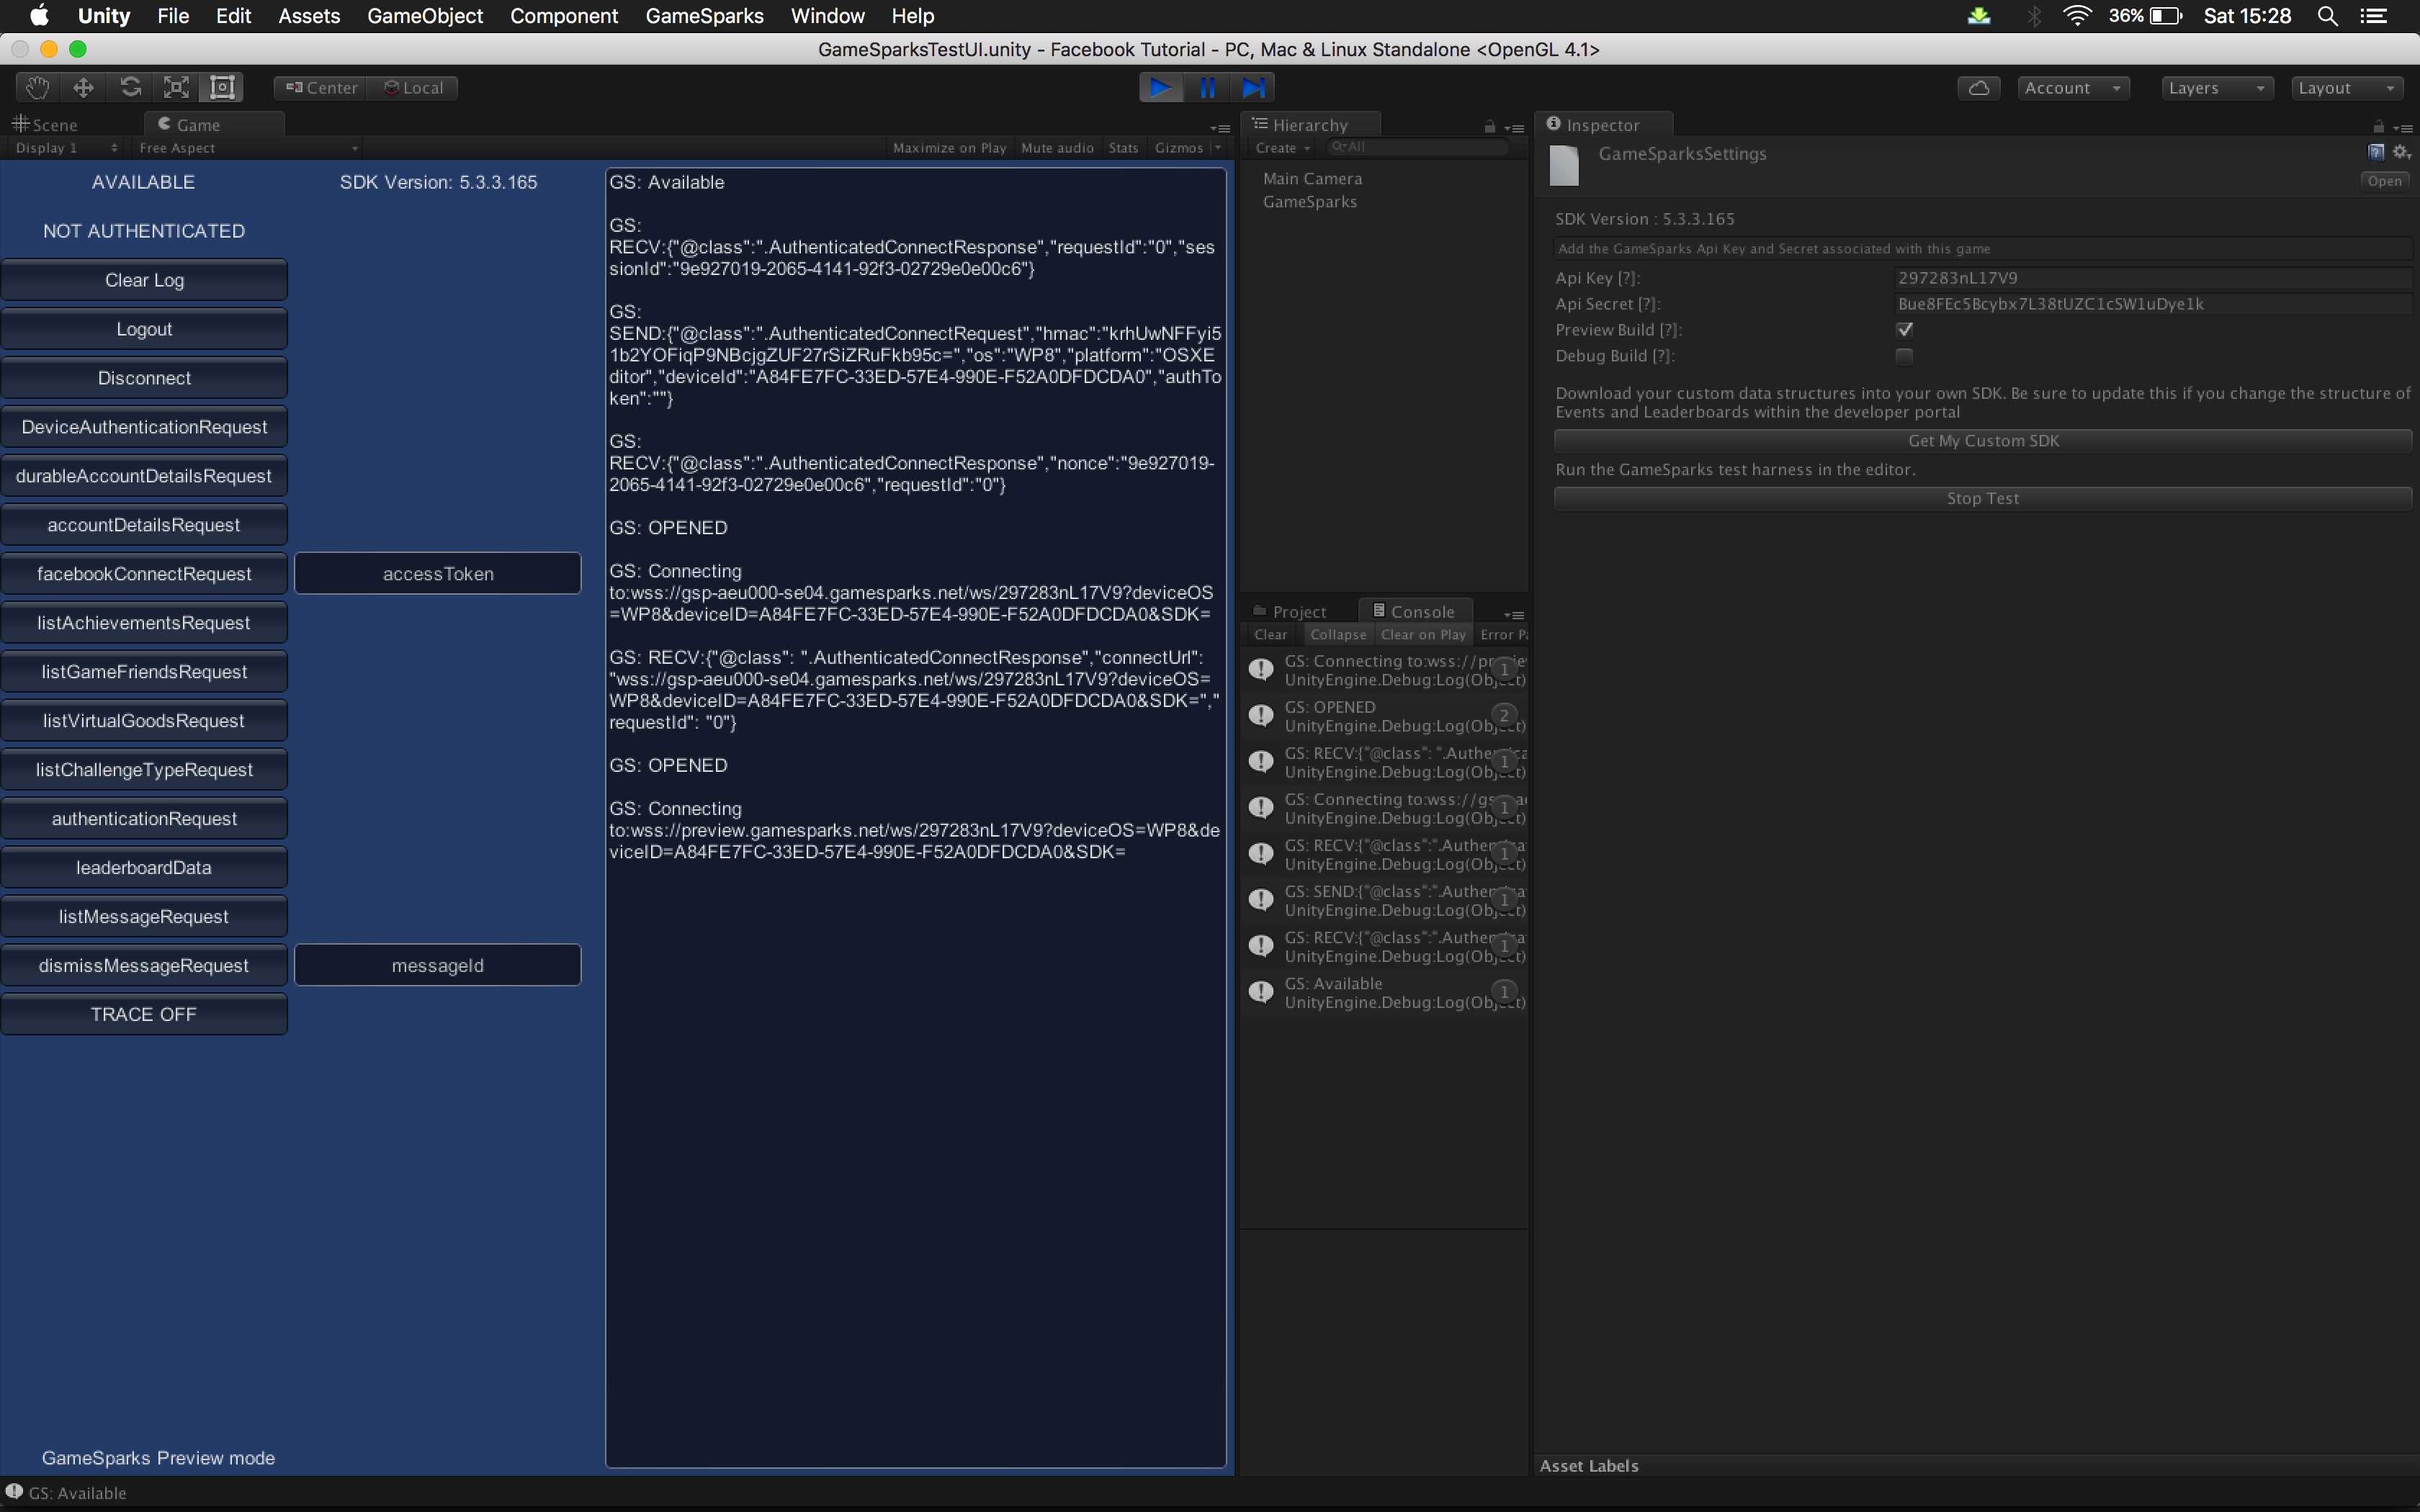 Unity File Edit Assets GameObject Component GameSparks Window Help
36% Sat 15:28
GameSparksTestUI.unity - Facebook Tutorial - PC, Mac & Linux Standalone <OpenGL 4.1>
Center Local
Account Layers Layout
Scene Game
Display 1 Free Aspect Maximize on Play Mute audio Stats Gizmos
AVAILABLE SDK Version: 5.3.3.165
NOT AUTHENTICATED
Clear Log
Logout
Disconnect
DeviceAuthenticationRequest
durableAccountDetailsRequest
accountDetailsRequest
facebookConnectRequest accessToken
listAchievementsRequest
listGameFriendsRequest
listVirtualGoodsRequest
listChallengeTypeRequest
authenticationRequest
leaderboardData
listMessageRequest
dismissMessageRequest messageId
TRACE OFF
GameSparks Preview mode
GS: Available
GS:
RECV:{"@class":".AuthenticatedConnectResponse","requestId":"0","ses
sionId":"9e927019-2065-4141-92f3-02729e0e00c6"}
GS:
SEND:{"@class":".AuthenticatedConnectRequest","hmac":"krhUwNFFyi5
1b2YOFiqP9NBcjgZUF27rSiZRuFkb95c=","os":"WP8","platform":"OSXE
ditor","deviceId":"A84FE7FC-33ED-57E4-990E-F52A0DFDCDA0","authTo
ken":""}
GS:
RECV:{"@class":".AuthenticatedConnectResponse","nonce":"9e927019-
2065-4141-92f3-02729e0e00c6","requestId":"0"}
GS: OPENED
GS: Connecting
to:wss://gsp-aeu000-se04.gamesparks.net/ws/297283nL17V9?deviceOS
=WP8&deviceID=A84FE7FC-33ED-57E4-990E-F52A0DFDCDA0&SDK=
GS: RECV:{"@class": ".AuthenticatedConnectResponse","connectUrl":
"wss://gsp-aeu000-se04.gamesparks.net/ws/297283nL17V9?deviceOS=
WP8&deviceID=A84FE7FC-33ED-57E4-990E-F52A0DFDCDA0&SDK=","
requestId": "0"}
GS: OPENED
GS: Connecting
to:wss://preview.gamesparks.net/ws/297283nL17V9?deviceOS=WP8&de
viceID=A84FE7FC-33ED-57E4-990E-F52A0DFDCDA0&SDK=
Hierarchy
Create All
Main Camera
GameSparks
Project Console
Clear Collapse Clear on Play Error Pa
GS: Connecting to:wss://
UnityEngine.Debug:Log(Object) 1
GS: OPENED
UnityEngine.Debug:Log(Object) 2
GS: RECV:{"@class": ".Authentica
UnityEngine.Debug:Log(Object) 1
GS: Connecting to:wss://
UnityEngine.Debug:Log(Object) 1
GS: RECV:{"@class":".Authentica
UnityEngine.Debug:Log(Object) 1
GS: SEND:{"@class":".Authentica
UnityEngine.Debug:Log(Object) 1
GS: RECV:{"@class":".Authentica
UnityEngine.Debug:Log(Object) 1
GS: Available
UnityEngine.Debug:Log(Object) 1
Inspector
GameSparksSettings
Open
SDK Version : 5.3.3.165
Add the GameSparks Api Key and Secret associated with this game
Api Key [?]: 297283nL17V9
Api Secret [?]: Bue8FEc5Bcybx7L38tUZC1cSW1uDye1k
Preview Build [?]:
Debug Build [?]:
Download your custom data structures into your own SDK. Be sure to update this if you change the structure of
Events and Leaderboards within the developer portal
Get My Custom SDK
Run the GameSparks test harness in the editor.
Stop Test
Asset Labels
GS: Available